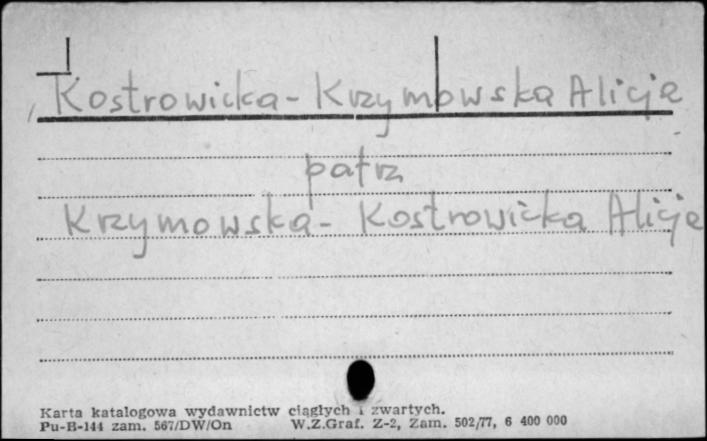 Kostrowicka - Krzymowska Alicja
patrz
Krzymowska - Kostrowicka Alicja
Karta katalogowa wydawnictw ciągłych i zwartych.
Pu-B-144 zam. 567/DW/On W.Z.Graf. Z-2, Zam. 502/77, 6 400 000